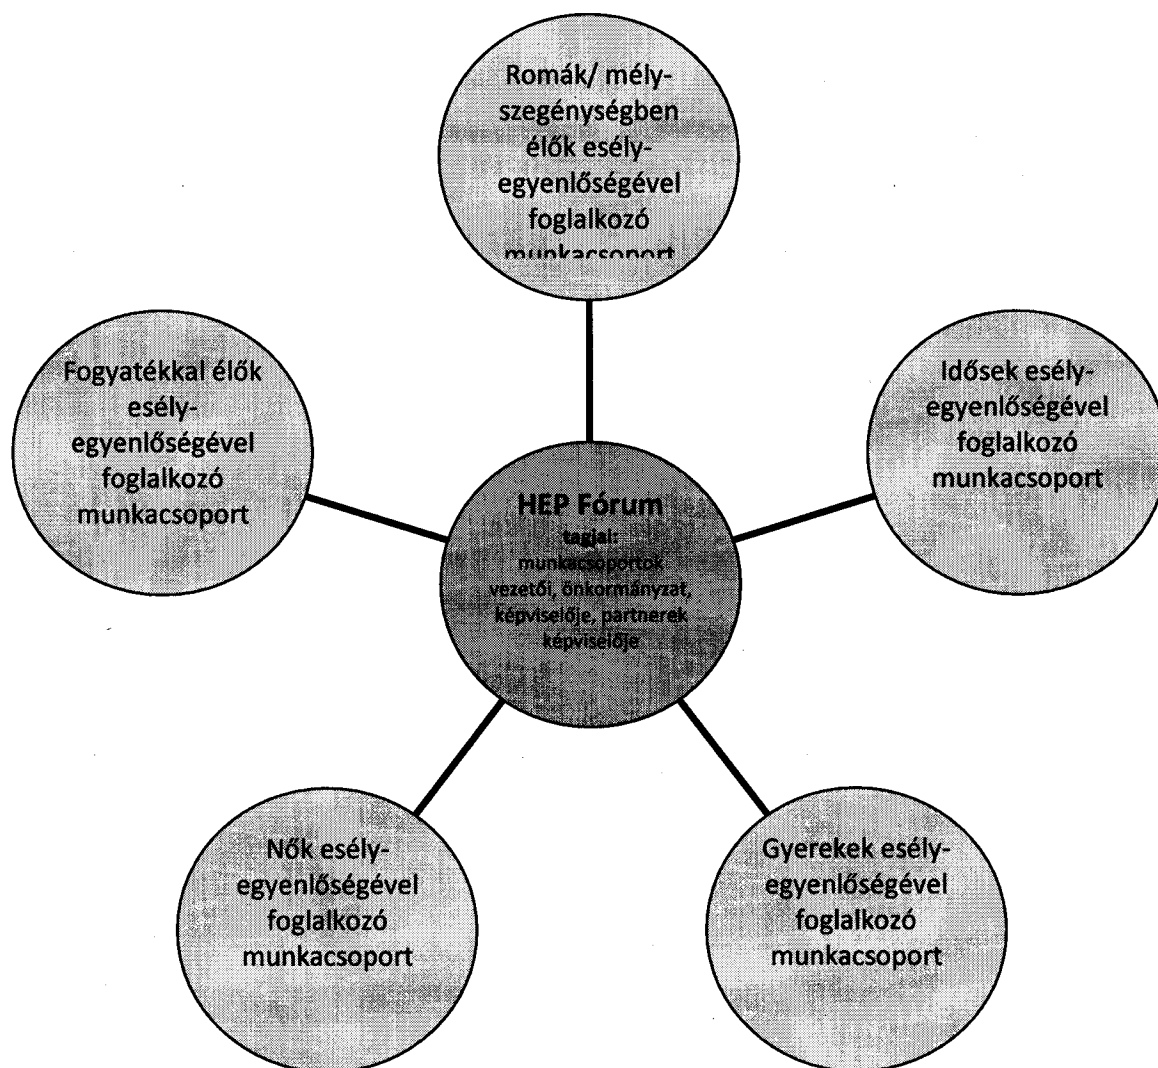 Romák/ mély-
szegénységben
élők esély-
egyenlőségével
foglalkozó
munkacsoport
Fogyatékkal élők
esély-
egyenlőségével
foglalkozó
munkacsoport
Idősek esély-
egyenlőségével
foglalkozó
munkacsoport
HEP Fórum
tagjai:
munkacsoportok
vezetői, önkormányzat,
képviselője, partnerek
képviselője
Nők esély-
egyenlőségével
foglalkozó
munkacsoport
Gyerekek esély-
egyenlőségével
foglalkozó
munkacsoport